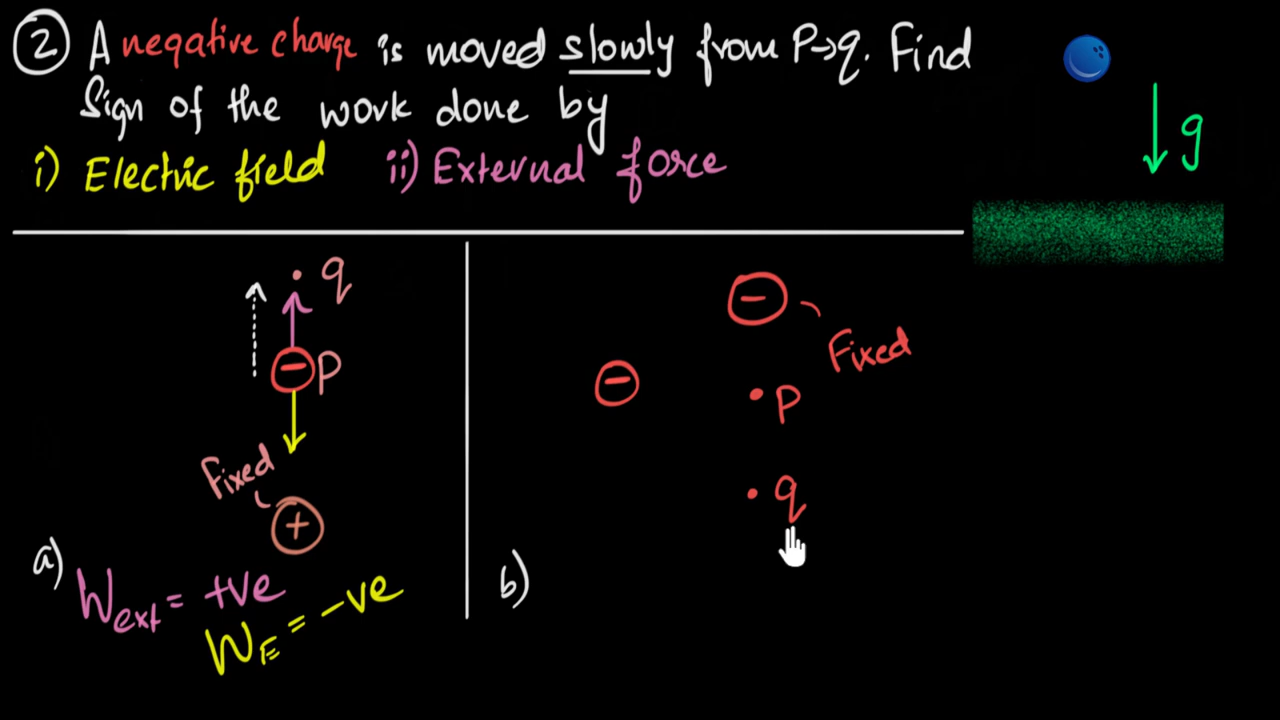 2 A negative charge is moved slowly from P→q. Find
Sign of the work done by
i) Electric field ii) External force
g
q
−
P
Fixed
+
a)
Wext = +ve
WE = −ve
−
Fixed
−
P
q
b)